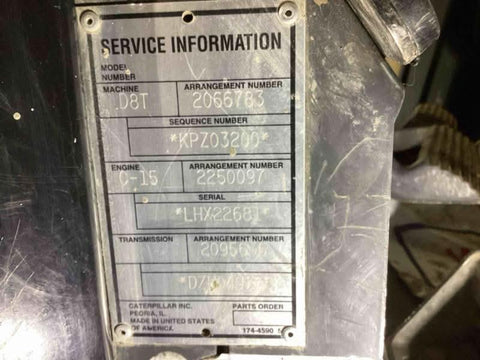 SERVICE INFORMATION
MODEL
NUMBER
MACHINE ARRANGEMENT NUMBER
D8T 2066783
SEQUENCE NUMBER
*KPZ03200*
ENGINE ARRANGEMENT NUMBER
C-15 2250097
SERIAL
*LHX22681*
TRANSMISSION ARRANGEMENT NUMBER
CATERPILLAR INC. PARTS ORDER
PEORIA, IL
MADE IN UNITED STATES
OF AMERICA. 174-4590